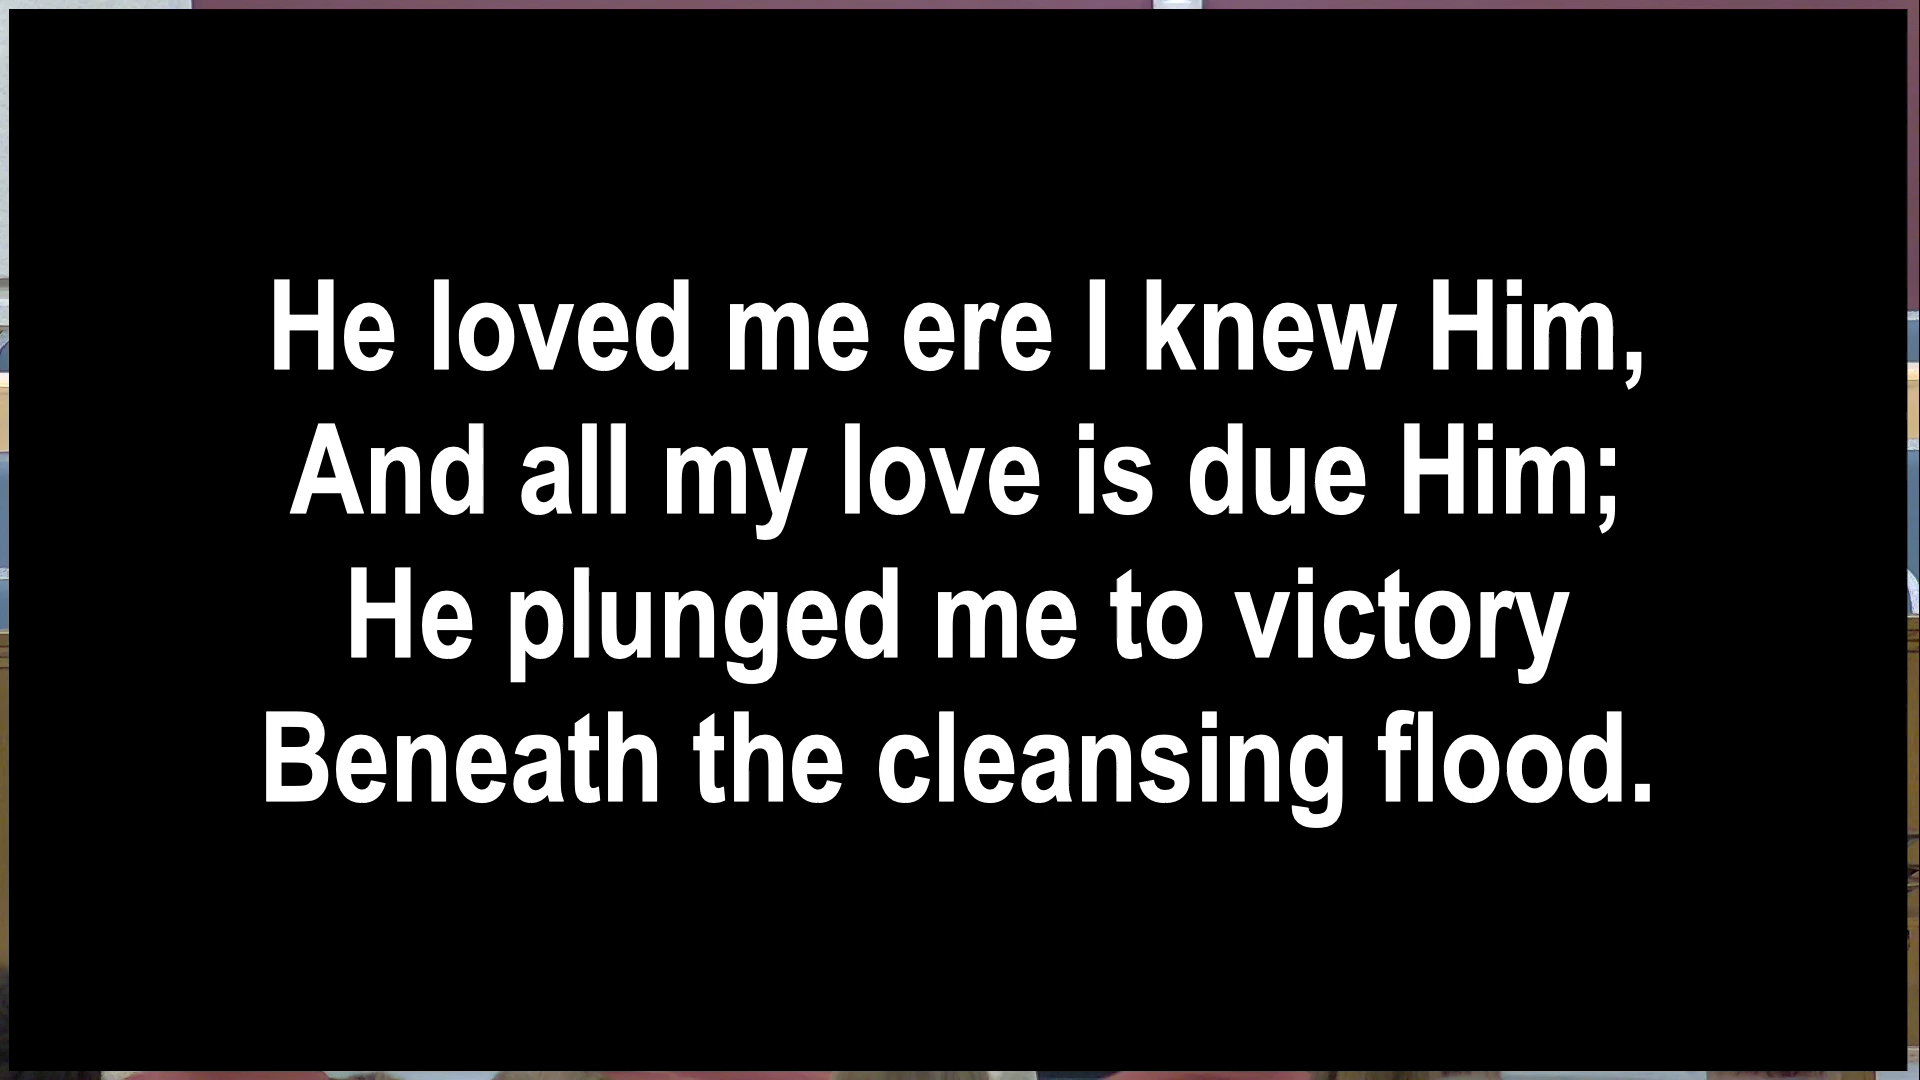 He loved me ere I knew Him,
And all my love is due Him;
He plunged me to victory
Beneath the cleansing flood.